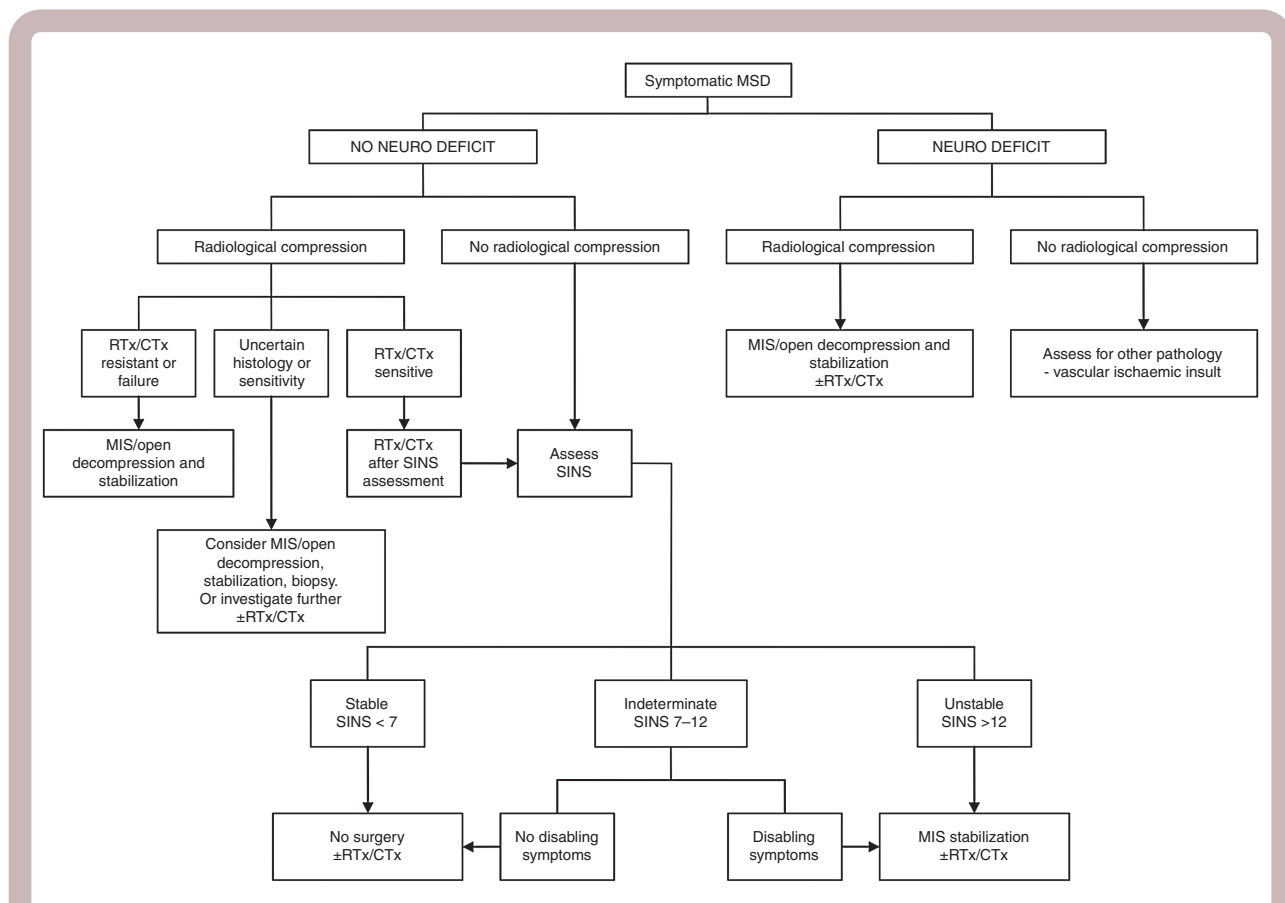 Symptomatic MSD
NO NEURO DEFICIT
NEURO DEFICIT
Radiological compression
No radiological compression
Radiological compression
No radiological compression
RTx/CTx
resistant or
failure
Uncertain
histology or
sensitivity
RTx/CTx
sensitive
MIS/open decompression and
stabilization
±RTx/CTx
Assess for other pathology
- vascular ischaemic insult
MIS/open
decompression and
stabilization
RTx/CTx
after SINS
assessment
Assess
SINS
Consider MIS/open
decompression,
stabilization, biopsy.
Or investigate further
±RTx/CTx
Stable
SINS < 7
Indeterminate
SINS 7–12
Unstable
SINS >12
No surgery
±RTx/CTx
No disabling
symptoms
Disabling
symptoms
MIS stabilization
±RTx/CTx